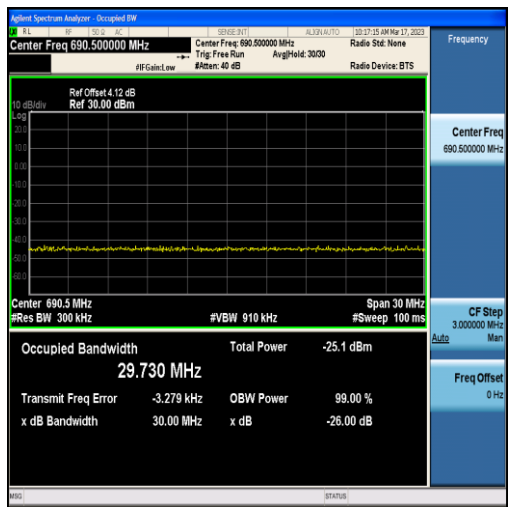 Agilent Spectrum Analyzer - Occupied BW
RL RF 50 Ω AC SENSE:INT ALIGN AUTO 10:17:15 AM Mar 17, 2023
Center Freq 690.500000 MHz Center Freq: 690.500000 MHz Radio Std: None Frequency
Trig: Free Run Avg|Hold: 30/30
#IFGain:Low #Atten: 40 dB Radio Device: BTS
Ref Offset 4.12 dB
10 dB/div Ref 30.00 dBm
Log
20.0
10.0
0.00
-10.0
-20.0
-30.0
-40.0
-50.0
-60.0
Center Freq
690.500000 MHz
Center 690.5 MHz Span 30 MHz
#Res BW 300 kHz #VBW 910 kHz #Sweep 100 ms
CF Step
3.000000 MHz
Auto Man
Occupied Bandwidth Total Power -25.1 dBm
29.730 MHz
Transmit Freq Error -3.279 kHz OBW Power 99.00 %
x dB Bandwidth 30.00 MHz x dB -26.00 dB
Freq Offset
0 Hz
MSG STATUS